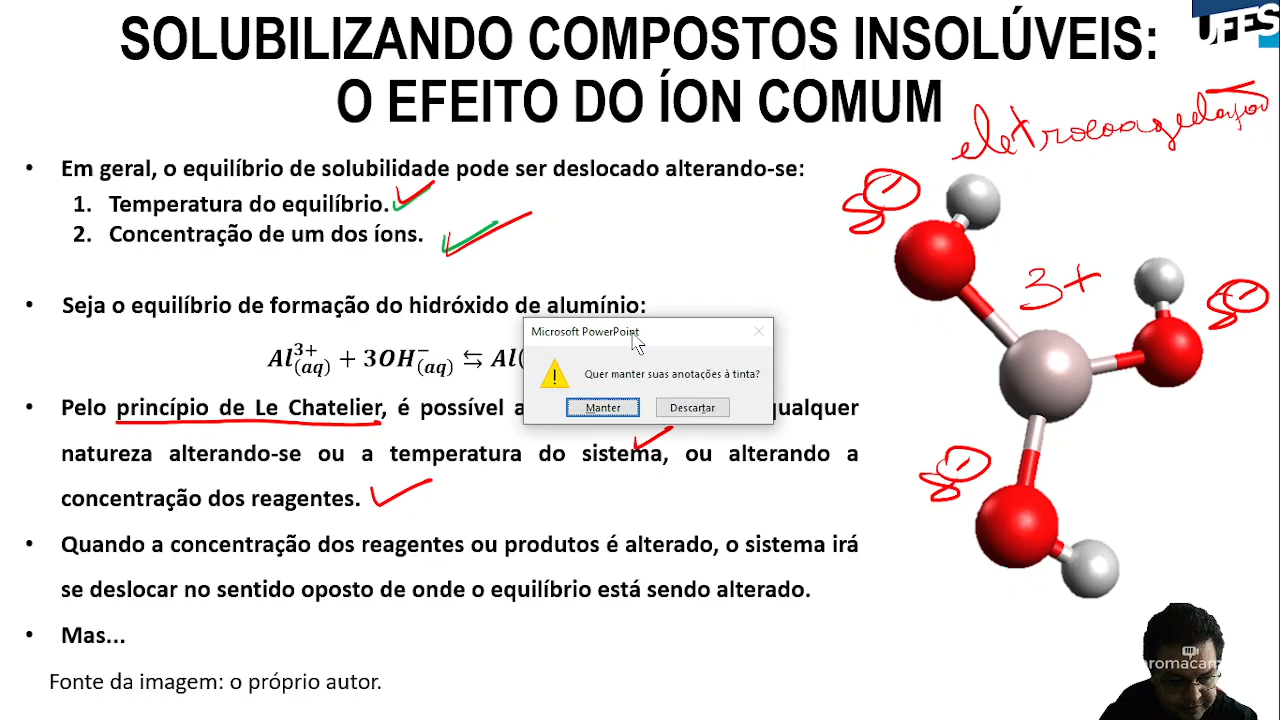 SOLUBILIZANDO COMPOSTOS INSOLÚVEIS:
O EFEITO DO ÍON COMUM
UFES
eletrocoagulação
• Em geral, o equilíbrio de solubilidade pode ser deslocado alterando-se:
1. Temperatura do equilíbrio.
2. Concentração de um dos íons.
δ-
3+
δ-
δ-
• Seja o equilíbrio de formação do hidróxido de alumínio:
Al³⁺(aq) + 3OH⁻(aq) ⇆ Al(
Microsoft PowerPoint
Quer manter suas anotações à tinta?
Manter Descartar
• Pelo princípio de Le Chatelier, é possível a qualquer
natureza alterando-se ou a temperatura do sistema, ou alterando a
concentração dos reagentes.
• Quando a concentração dos reagentes ou produtos é alterado, o sistema irá
se deslocar no sentido oposto de onde o equilíbrio está sendo alterado.
• Mas...
Fonte da imagem: o próprio autor.